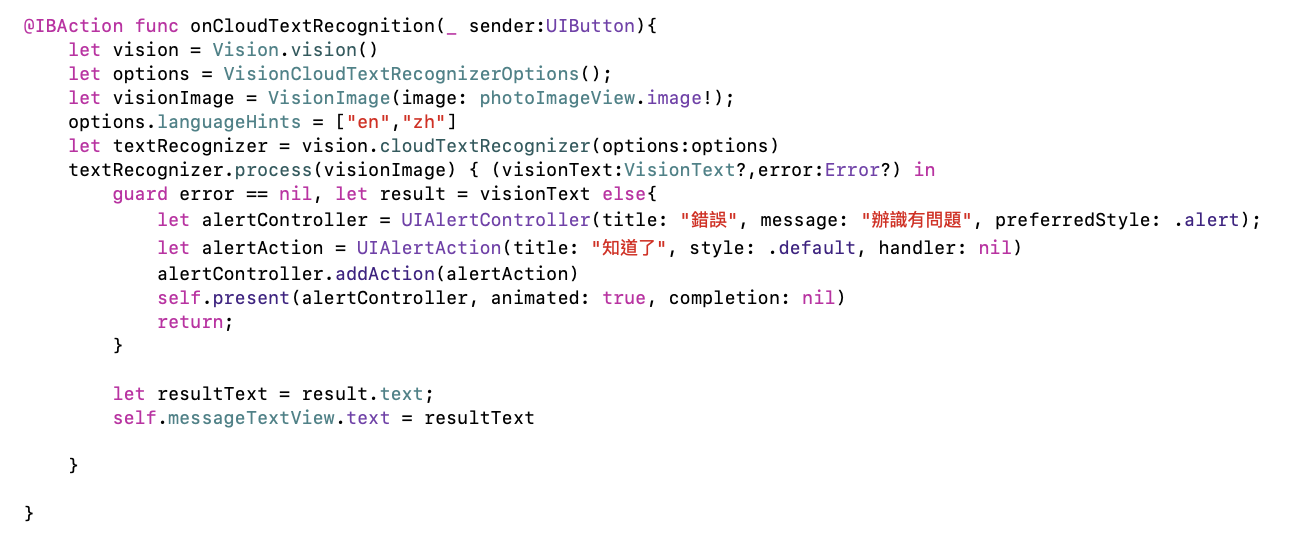 @IBAction func onCloudTextRecognition(_ sender:UIButton){
    let vision = Vision.vision()
    let options = VisionCloudTextRecognizerOptions();
    let visionImage = VisionImage(image: photoImageView.image!);
    options.languageHints = ["en","zh"]
    let textRecognizer = vision.cloudTextRecognizer(options:options)
    textRecognizer.process(visionImage) { (visionText:VisionText?,error:Error?) in
        guard error == nil, let result = visionText else{
            let alertController = UIAlertController(title: "錯誤", message: "辦識有問題", preferredStyle: .alert);
            let alertAction = UIAlertAction(title: "知道了", style: .default, handler: nil)
            alertController.addAction(alertAction)
            self.present(alertController, animated: true, completion: nil)
            return;
        }
        let resultText = result.text;
        self.messageTextView.text = resultText
    }
}